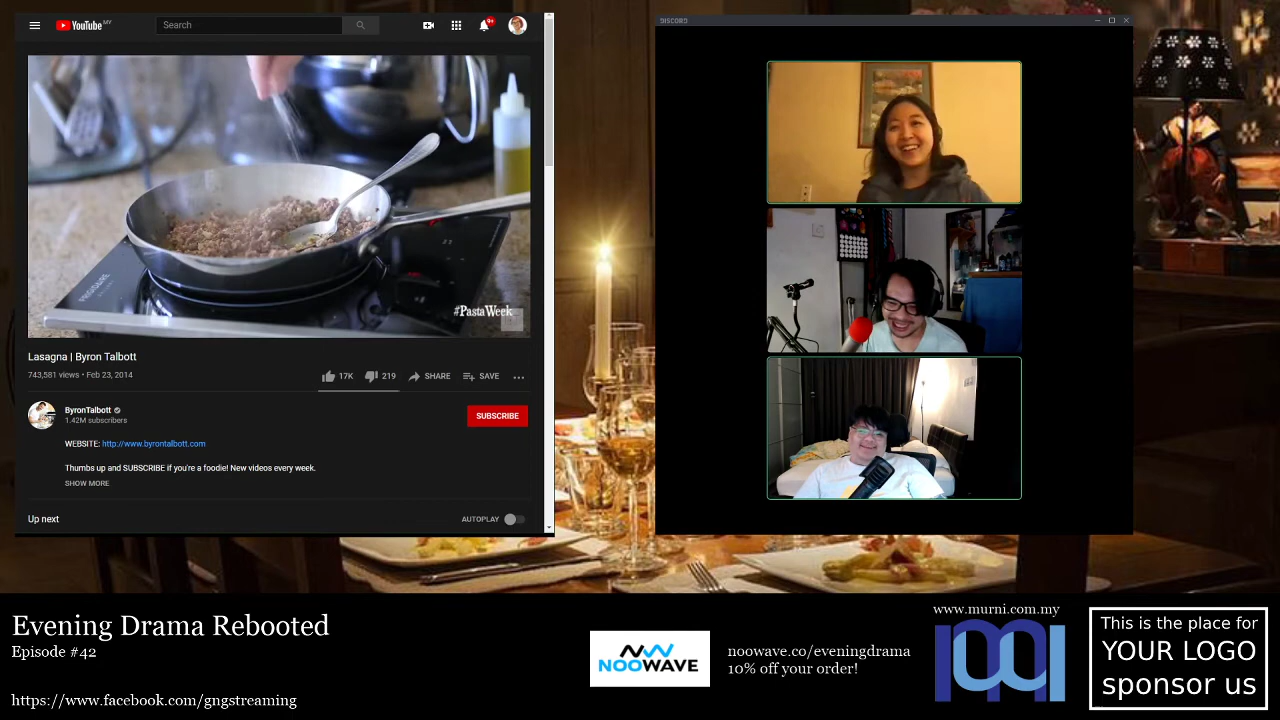 YouTube MY
Search
9+
FRIGIDAIRE
#PastaWeek
Lasagna | Byron Talbott
743,581 views • Feb 23, 2014
17K
219
SHARE
SAVE
ByronTalbott
1.42M subscribers
SUBSCRIBE
WEBSITE: http://www.byrontalbott.com
Thumbs up and SUBSCRIBE if you're a foodie! New videos every week.
SHOW MORE
Up next
AUTOPLAY
DISCORD
Evening Drama Rebooted
Episode #42
https://www.facebook.com/gngstreaming
NOOWAVE
noowave.co/eveningdrama
10% off your order!
www.murni.com.my
This is the place for
YOUR LOGO
sponsor us